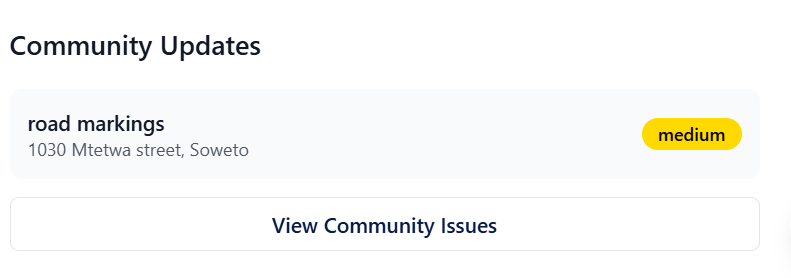 Community Updates
road markings
1030 Mtetwa street, Soweto
medium
View Community Issues